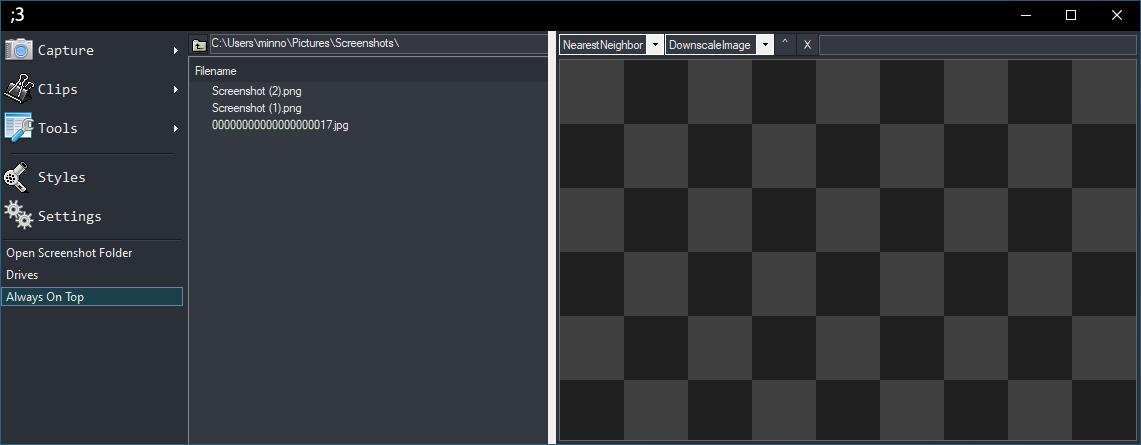 ;3
Capture
Clips
Tools
Styles
Settings
Open Screenshot Folder
Drives
Always On Top
C:\Users\minno\Pictures\Screenshots\
Filename
Screenshot (2).png
Screenshot (1).png
00000000000000000017.jpg
NearestNeighbor
DownscaleImage
^
X